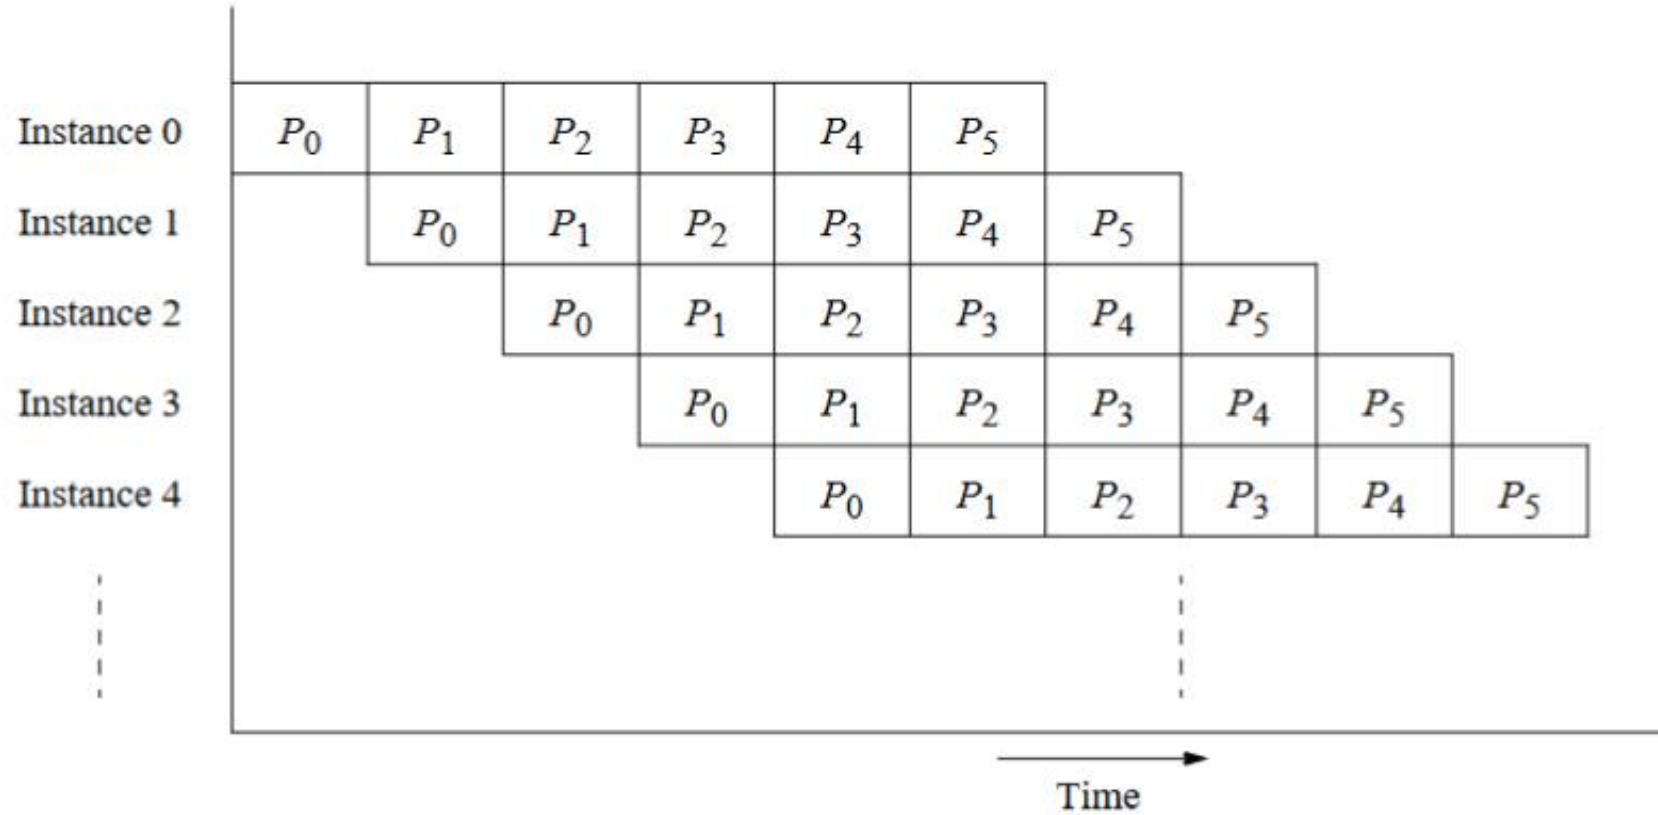 Instance 0 P0 P1 P2 P3 P4 P5
Instance 1 P0 P1 P2 P3 P4 P5
Instance 2 P0 P1 P2 P3 P4 P5
Instance 3 P0 P1 P2 P3 P4 P5
Instance 4 P0 P1 P2 P3 P4 P5
Time